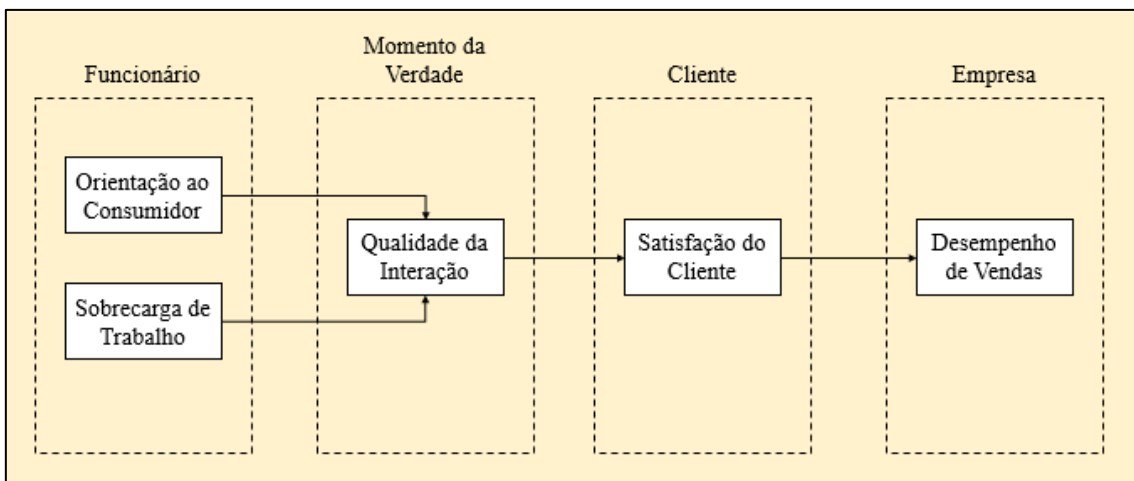 Funcionário
Momento da
Verdade
Cliente
Empresa
Orientação ao
Consumidor
Sobrecarga de
Trabalho
Qualidade da
Interação
Satisfação do
Cliente
Desempenho
de Vendas